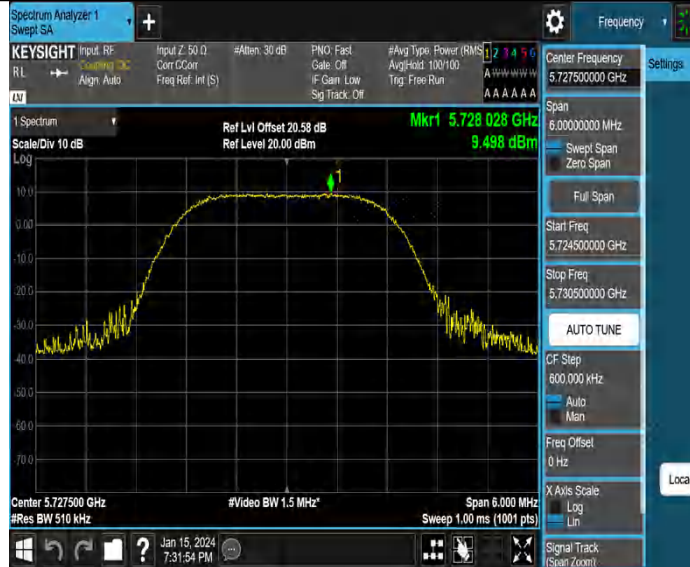 Spectrum Analyzer 1
Swept SA
+
Frequency
KEYSIGHT
RL
Input: RF
Coupling: DC
Align: Auto
Input Z: 50 Ω
Corr CCorr
Freq Ref: Int (S)
#Atten: 30 dB
PNO: Fast
Gate: Off
IF Gain: Low
Sig Track: Off
#Avg Type: Power (RMS
Avg|Hold: 100/100
Trig: Free Run
1 2 3 4 5 6
A W W W W W
A A A A A A
LXI
1 Spectrum
Scale/Div 10 dB
Log
Ref Lvl Offset 20.58 dB
Ref Level 20.00 dBm
Mkr1 5.728 028 GHz
9.498 dBm
1
10.0
0.00
-10.0
-20.0
-30.0
-40.0
-50.0
-60.0
-70.0
Center 5.727500 GHz
#Res BW 510 kHz
#Video BW 1.5 MHz*
Span 6.000 MHz
Sweep 1.00 ms (1001 pts)
?
Jan 15, 2024
7:31:54 PM
Center Frequency
5.727500000 GHz
Span
6.00000000 MHz
Swept Span
Zero Span
Full Span
Start Freq
5.724500000 GHz
Stop Freq
5.730500000 GHz
AUTO TUNE
CF Step
600.000 kHz
Auto
Man
Freq Offset
0 Hz
X Axis Scale
Log
Lin
Signal Track
(Span Zoom)
Settings
Loca